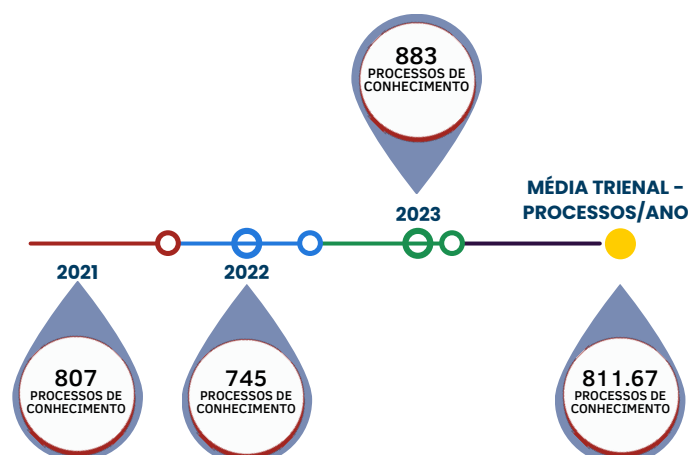 883
PROCESSOS DE
CONHECIMENTO
MÉDIA TRIENAL -
PROCESSOS/ANO
2023
2021
2022
807
PROCESSOS DE
CONHECIMENTO
745
PROCESSOS DE
CONHECIMENTO
811.67
PROCESSOS DE
CONHECIMENTO